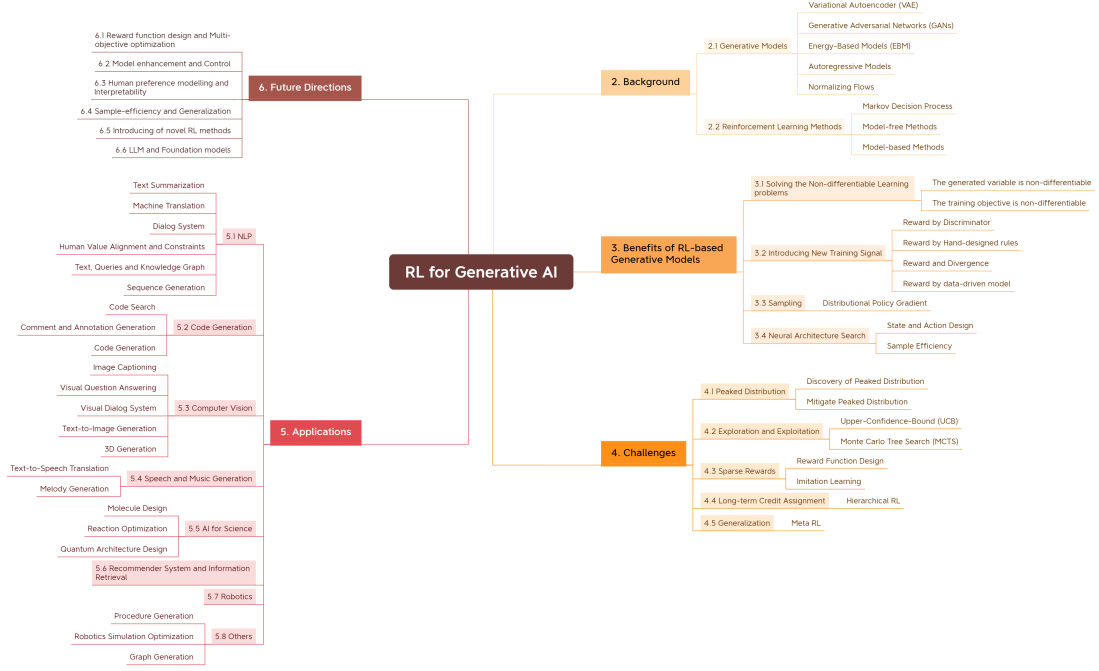 RL for Generative AI
2. Background
2.1 Generative Models
Variational Autoencoder (VAE)
Generative Adversarial Networks (GANs)
Energy-Based Models (EBM)
Autoregressive Models
Normalizing Flows
2.2 Reinforcement Learning Methods
Markov Decision Process
Model-free Methods
Model-based Methods
3. Benefits of RL-based
Generative Models
3.1 Solving the Non-differentiable Learning
problems
The generated variable is non-differentiable
The training objective is non-differentiable
3.2 Introducing New Training Signal
Reward by Discriminator
Reward by Hand-designed rules
Reward and Divergence
Reward by data-driven model
3.3 Sampling
Distributional Policy Gradient
3.4 Neural Architecture Search
State and Action Design
Sample Efficiency
4. Challenges
4.1 Peaked Distribution
Discovery of Peaked Distribution
Mitigate Peaked Distribution
4.2 Exploration and Exploitation
Upper-Confidence-Bound (UCB)
Monte Carlo Tree Search (MCTS)
4.3 Sparse Rewards
Reward Function Design
Imitation Learning
4.4 Long-term Credit Assignment
Hierarchical RL
4.5 Generalization
Meta RL
5. Applications
5.1 NLP
Text Summarization
Machine Translation
Dialog System
Human Value Alignment and Constraints
Text, Queries and Knowledge Graph
Sequence Generation
5.2 Code Generation
Code Search
Comment and Annotation Generation
Code Generation
5.3 Computer Vision
Image Captioning
Visual Question Answering
Visual Dialog System
Text-to-Image Generation
3D Generation
5.4 Speech and Music Generation
Text-to-Speech Translation
Melody Generation
5.5 AI for Science
Molecule Design
Reaction Optimization
Quantum Architecture Design
5.6 Recommender System and Information
Retrieval
5.7 Robotics
5.8 Others
Procedure Generation
Robotics Simulation Optimization
Graph Generation
6. Future Directions
6.1 Reward function design and Multi-
objective optimization
6.2 Model enhancement and Control
6.3 Human preference modelling and
Interpretability
6.4 Sample-efficiency and Generalization
6.5 Introducing of novel RL methods
6.6 LLM and Foundation models